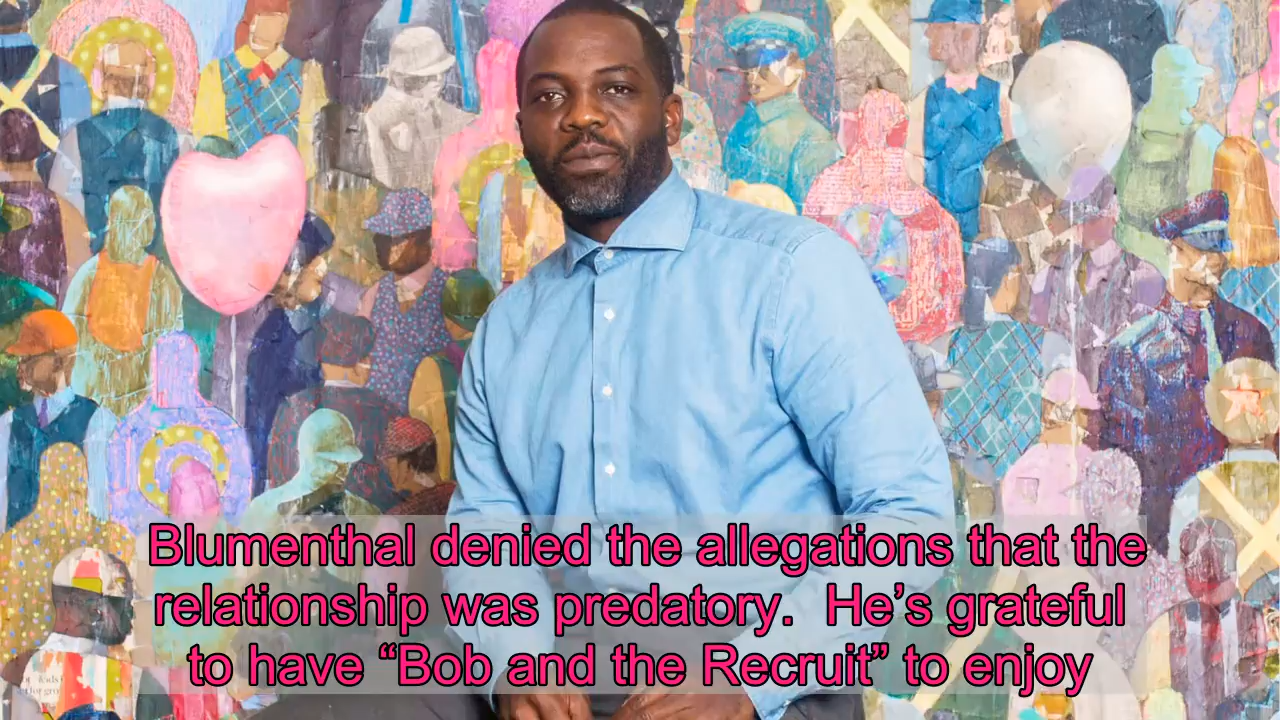 Blumenthal denied the allegations that the
relationship was predatory.  He’s grateful
to have “Bob and the Recruit” to enjoy